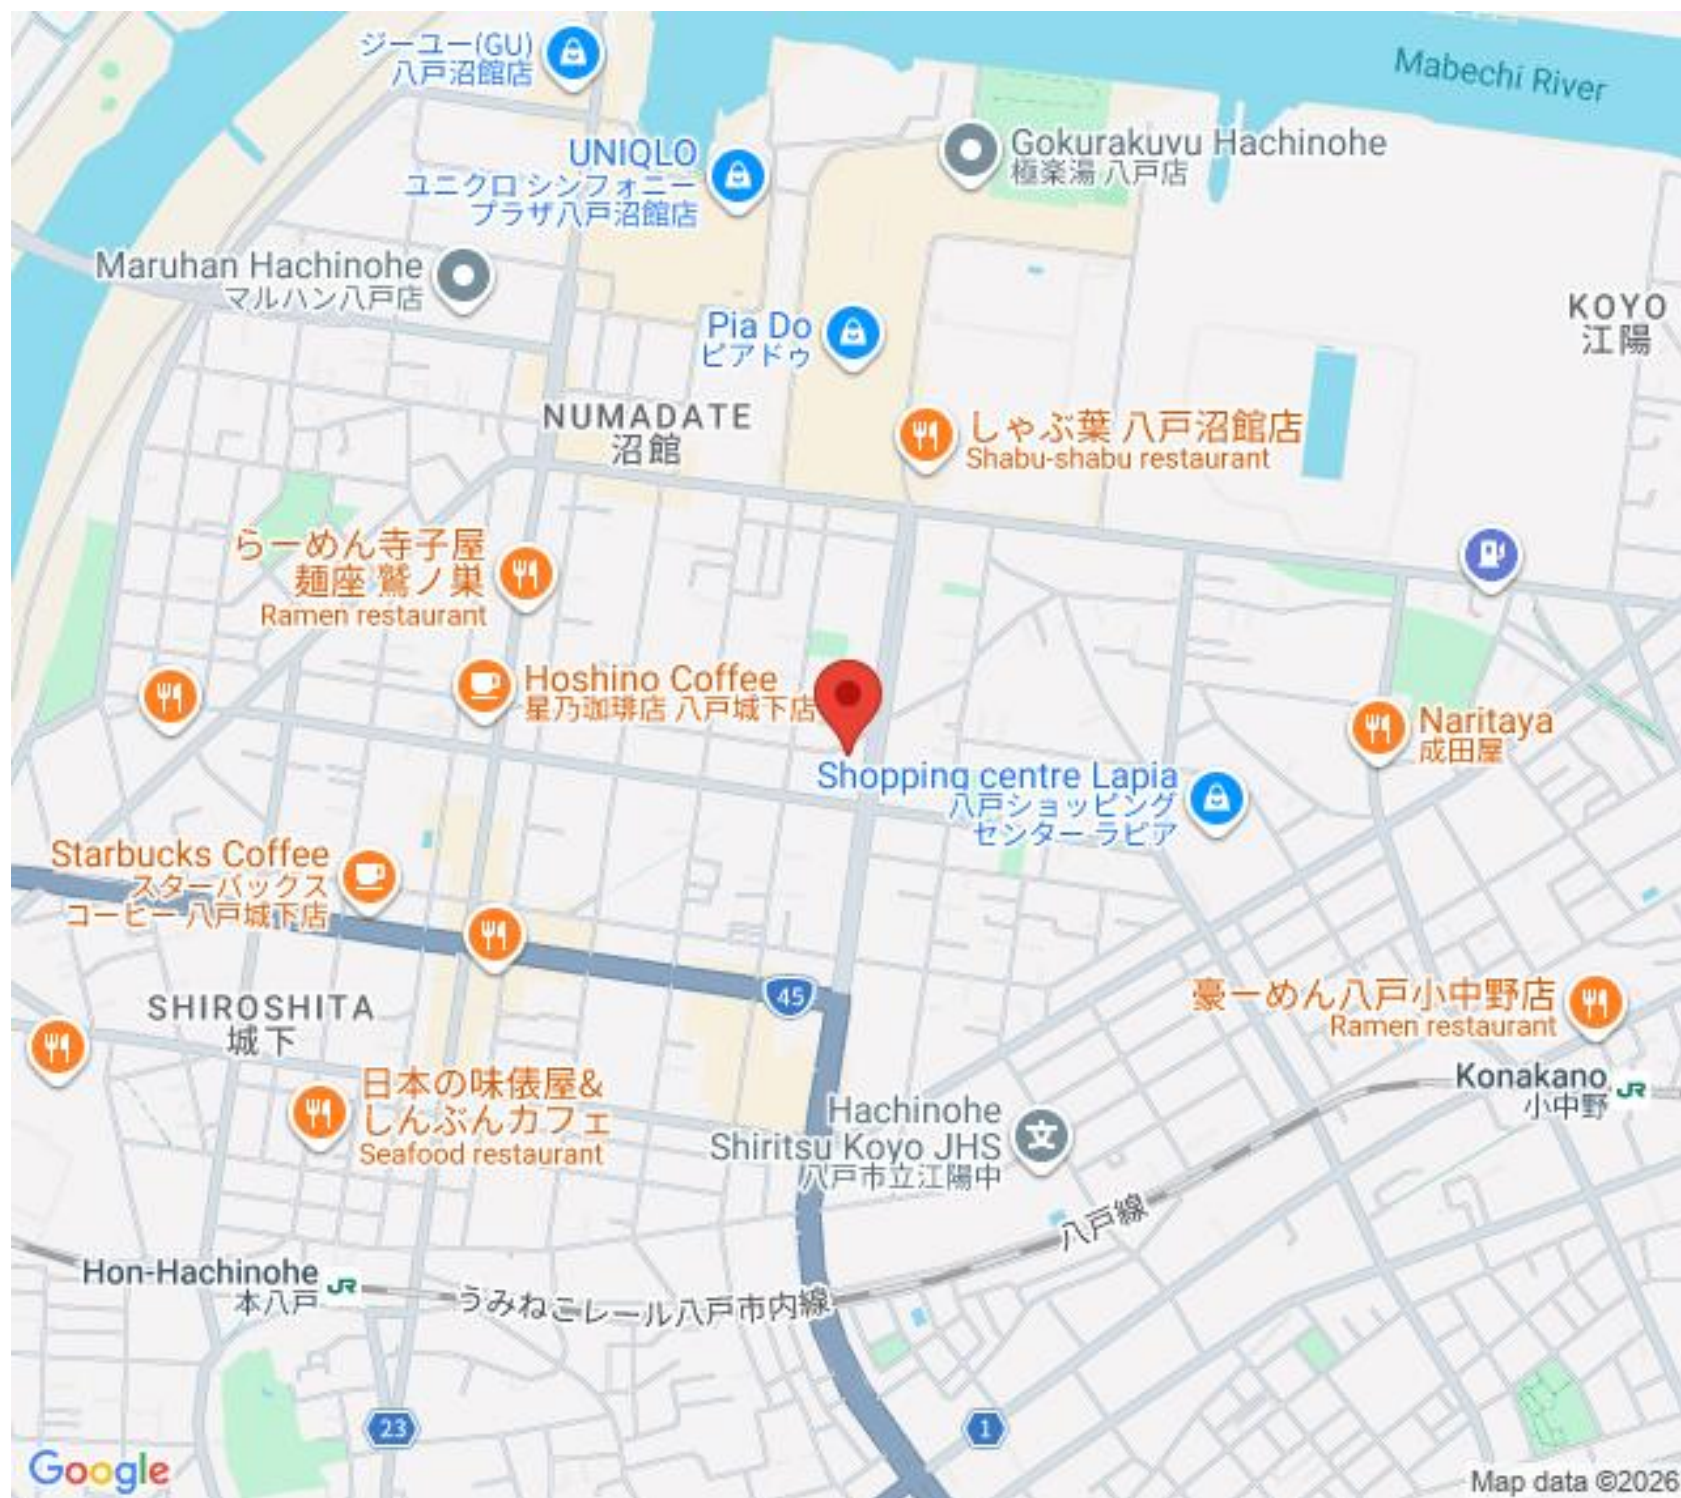 ジーユー(GU)
八戸沼館店
Mabechi River
UNIQLO
ユニクロ シンフォニー
プラザ八戸沼館店
Gokurakuyu Hachinohe
極楽湯 八戸店
Maruhan Hachinohe
マルハン八戸店
KOYO
江陽
Pia Do
ピアドゥ
NUMADATE
沼館
しゃぶ葉 八戸沼館店
Shabu-shabu restaurant
らーめん寺子屋
麺座 鷲ノ巣
Ramen restaurant
Hoshino Coffee
星乃珈琲店 八戸城下店
Naritaya
成田屋
Shopping centre Lapia
八戸ショッピング
センター ラピア
Starbucks Coffee
スターバックス
コーヒー 八戸城下店
45
SHIROSHITA
城下
豪ーめん八戸小中野店
Ramen restaurant
Konakano
小中野
JR
日本の味俵屋&
しんぶんカフェ
Seafood restaurant
Hachinohe
Shiritsu Koyo JHS
八戸市立江陽中
文
八戸線
Hon-Hachinohe
本八戸
JR
うみねこレール八戸市内線
23
1
Google
Map data ©2026